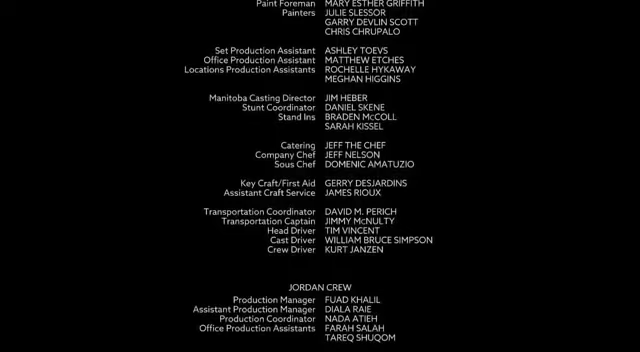 Paint Foreman MARY ESTHER GRIFFITH
Painters JULIE SLESSOR
GARRY DEVLIN SCOTT
CHRIS CHRUPALO
Set Production Assistant ASHLEY TOEVS
Office Production Assistant MATTHEW ETCHES
Locations Production Assistants ROCHELLE HYKAWAY
MEGHAN HIGGINS
Manitoba Casting Director JIM HEBER
Stunt Coordinator DANIEL SKENE
Stand Ins BRADEN McCOLL
SARAH KISSEL
Catering JEFF THE CHEF
Company Chef JEFF NELSON
Sous Chef DOMENIC AMATUZIO
Key Craft/First Aid GERRY DESJARDINS
Assistant Craft Service JAMES RIOUX
Transportation Coordinator DAVID M. PERICH
Transportation Captain JIMMY McNULTY
Head Driver TIM VINCENT
Cast Driver WILLIAM BRUCE SIMPSON
Crew Driver KURT JANZEN
JORDAN CREW
Production Manager FUAD KHALIL
Assistant Production Manager DIALA RAIE
Production Coordinator NADA ATIEH
Office Production Assistants FARAH SALAH
TAREQ SHUQOM